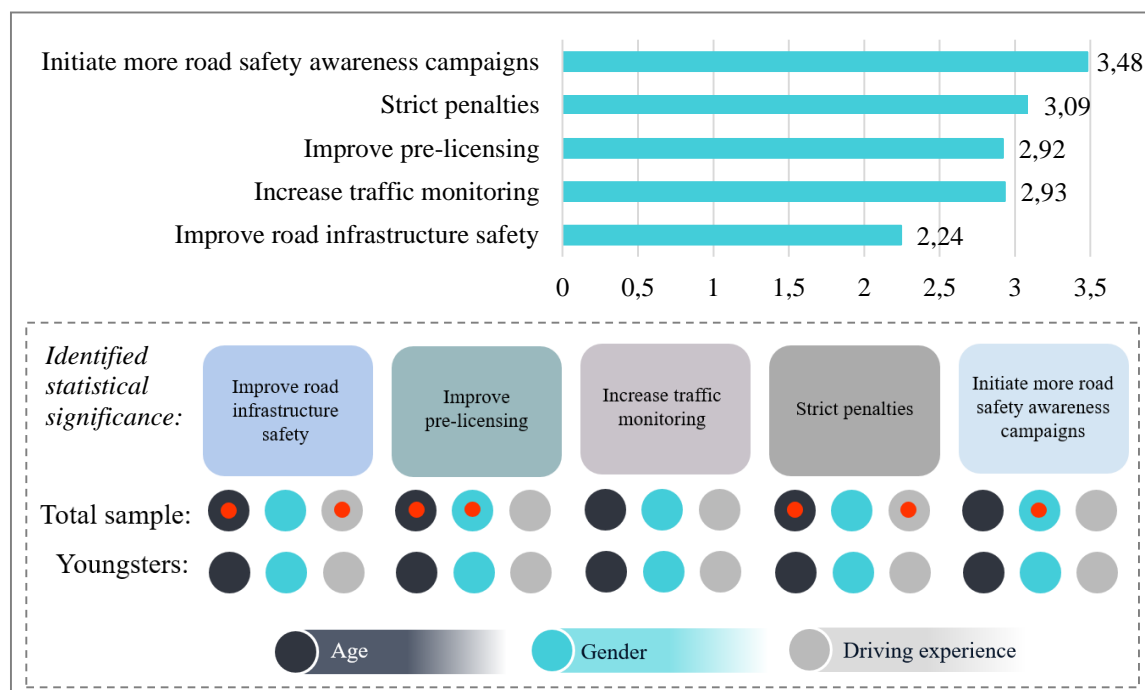 Initiate more road safety awareness campaigns
3,48
Strict penalties
3,09
Improve pre-licensing
2,92
Increase traffic monitoring
2,93
Improve road infrastructure safety
2,24
0 0,5 1 1,5 2 2,5 3 3,5
Identified
statistical
significance:
Improve road
infrastructure
safety
Improve
pre-licensing
Increase traffic
monitoring
Strict penalties
Initiate more road
safety awareness
campaigns
Total sample:
Youngsters:
Age
Gender
Driving experience